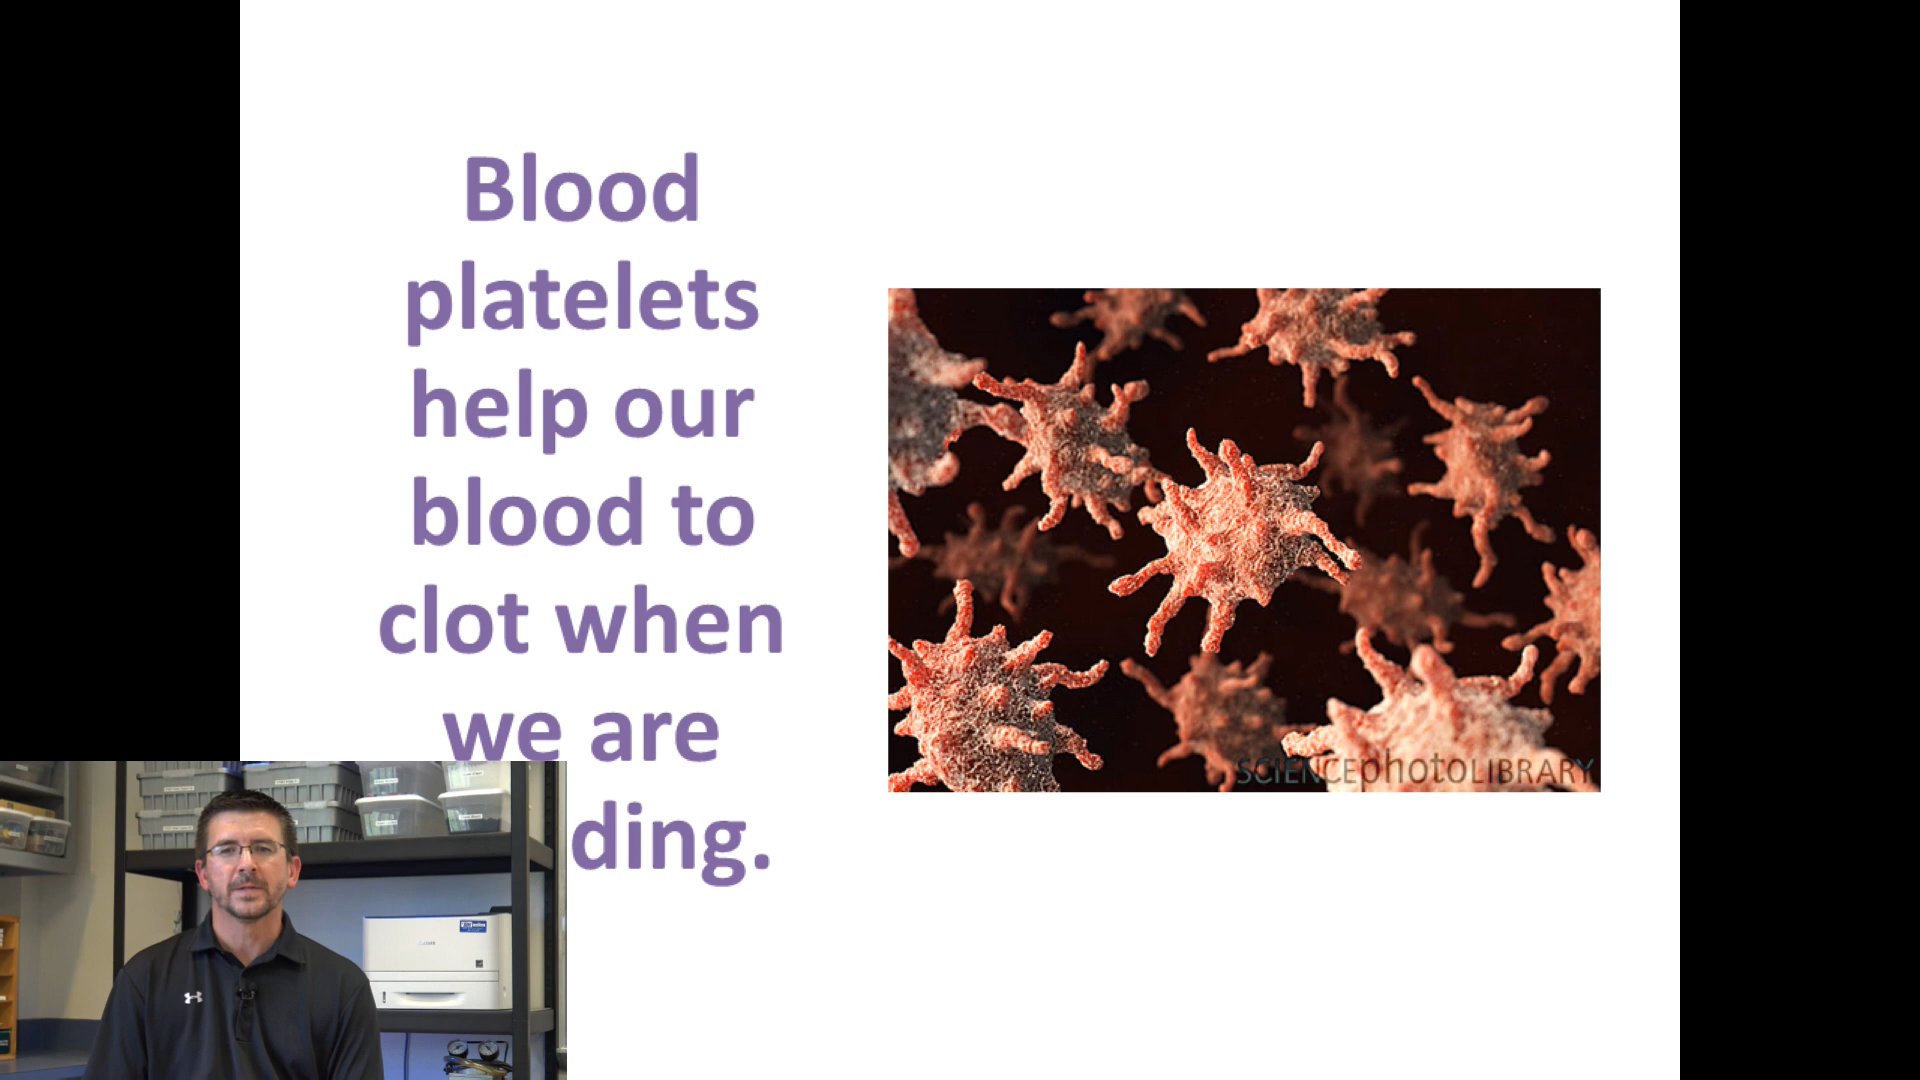 Blood
platelets
help our
blood to
clot when
we are
ding.
SCIENCEphotoLIBRARY